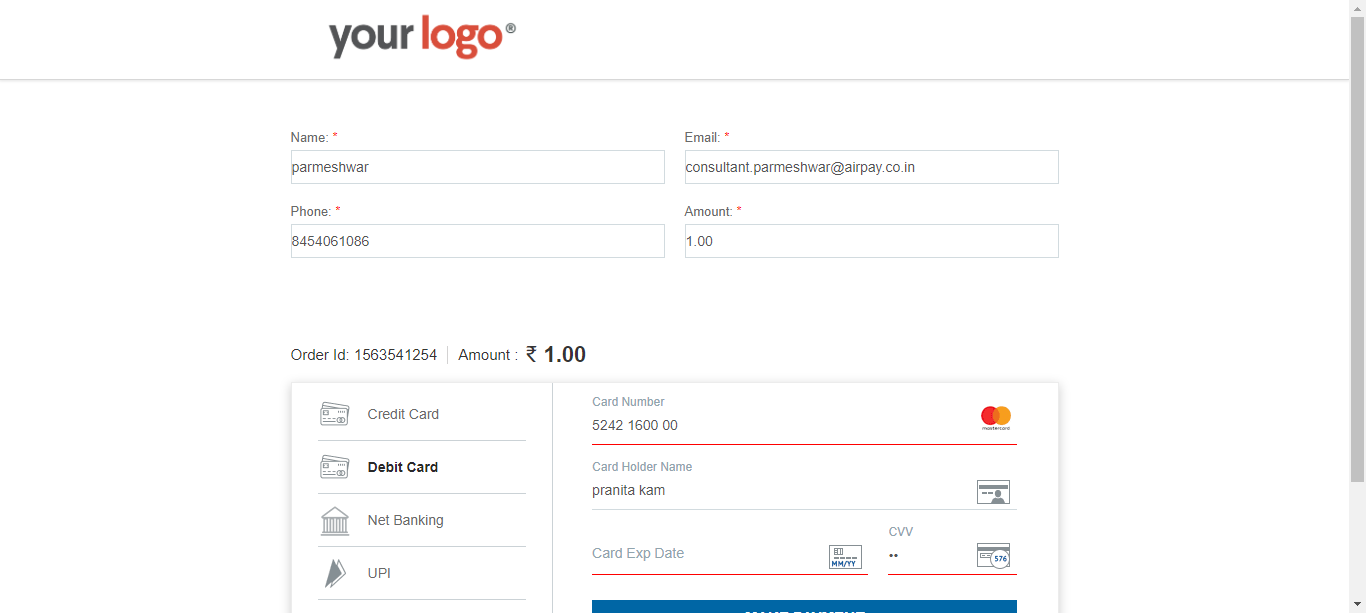 your logo®
Name: *
Email: *
parmeshwar
consultant.parmeshwar@airpay.co.in
Phone: *
Amount: *
8454061086
1.00
Order Id: 1563541254
Amount : ₹ 1.00
Credit Card
Debit Card
Net Banking
UPI
Card Number
5242 1600 00
mastercard
Card Holder Name
pranita kam
Card Exp Date
MM/YY
CVV
••
576
MAKE PAYMENT